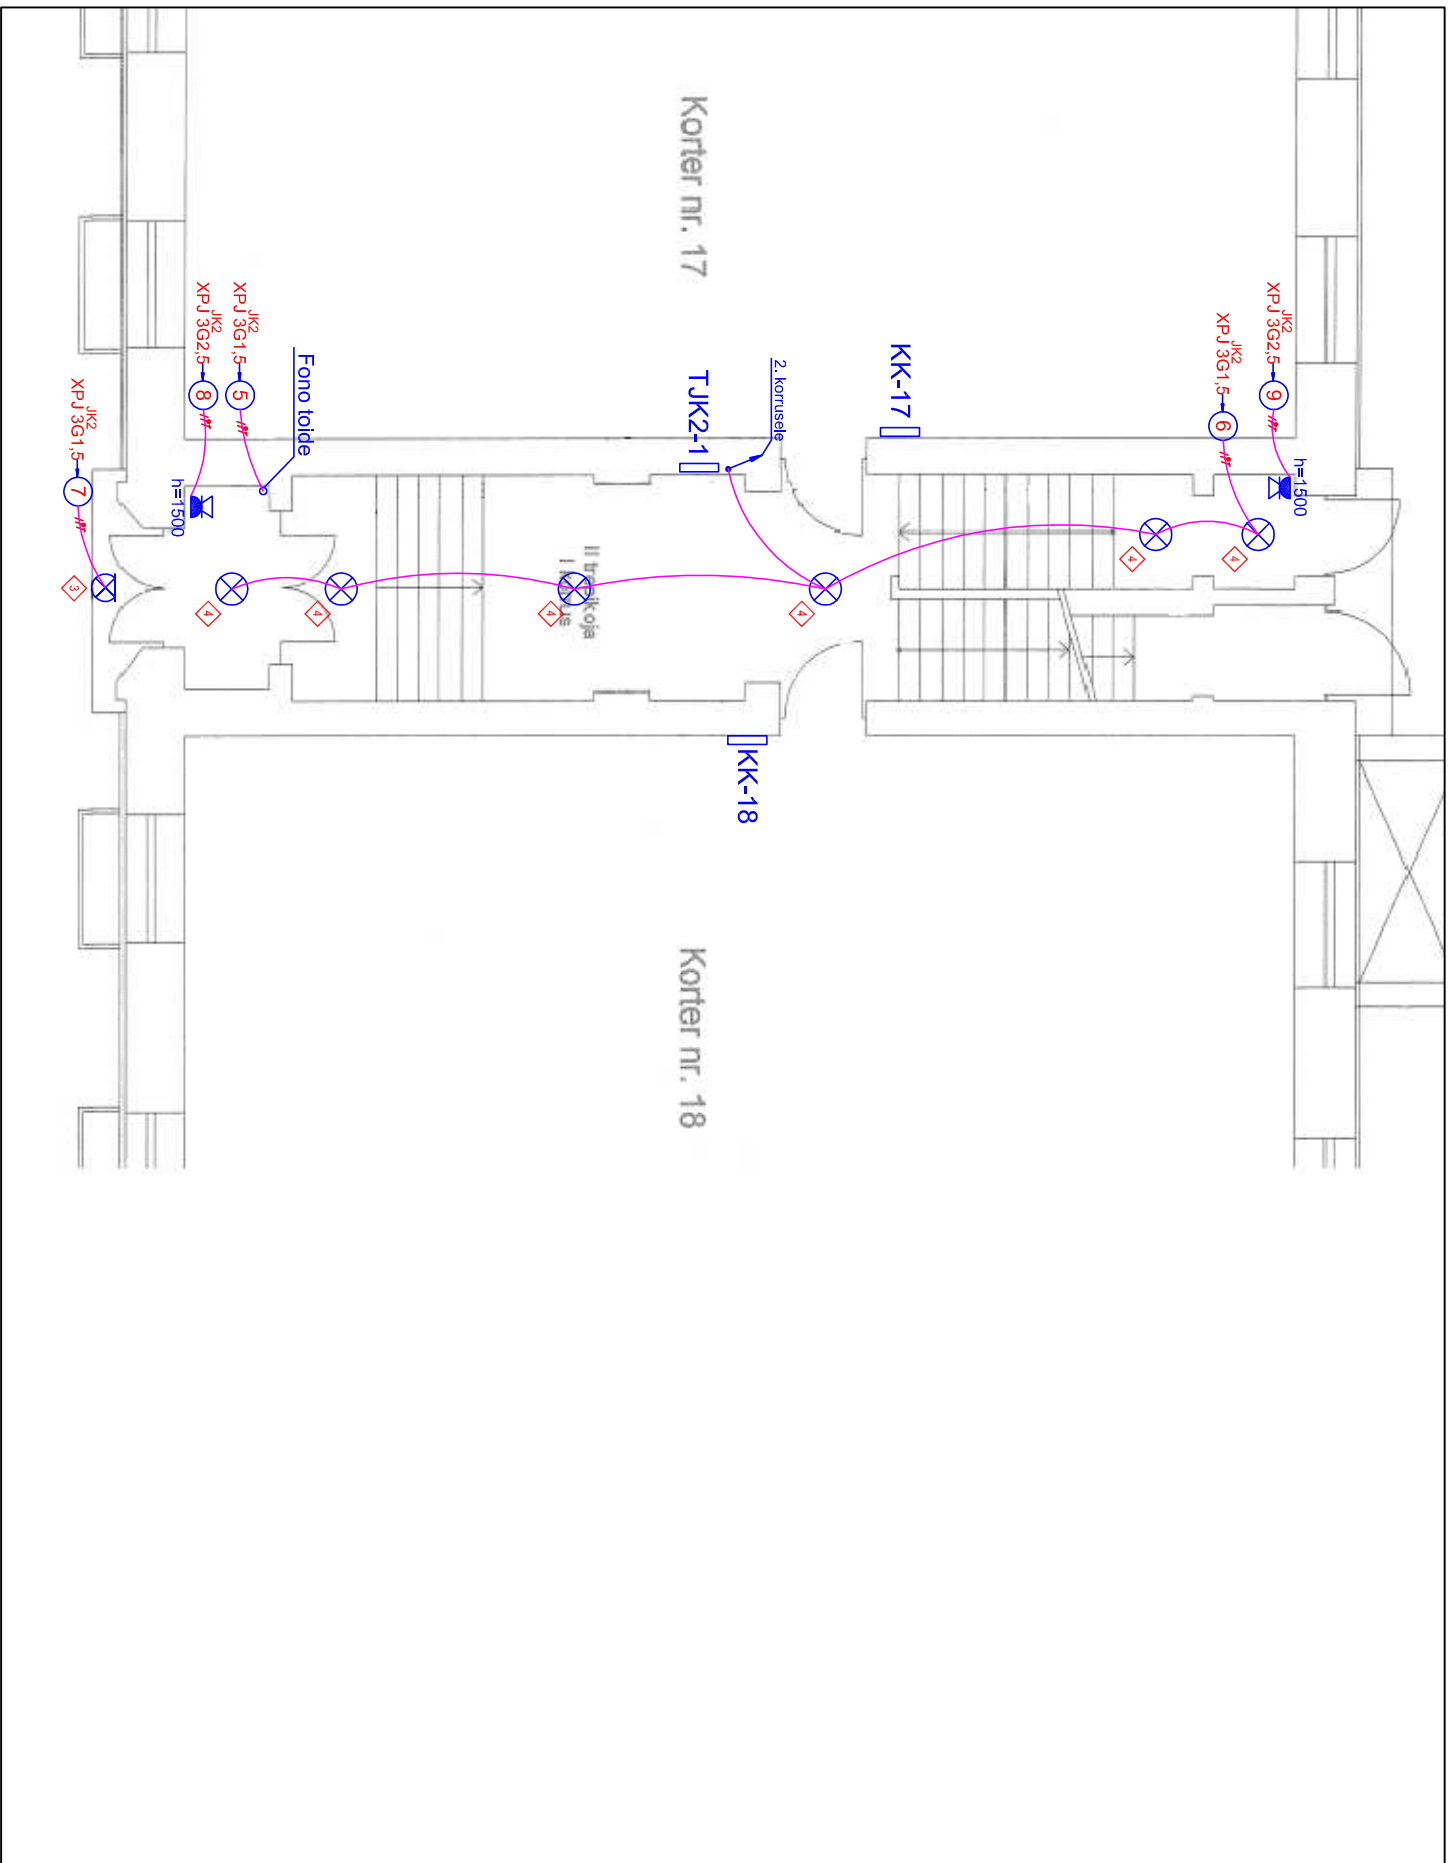 h=1500
JK2
XPJ 3G2,5 9
JK2
XPJ 3G1,5 6
4
4
KK-17
4
2. korrusele
KK-18
TJK2-1
Korter nr. 17
Korter nr. 18
II trepikoja
I
4
4
Fono toide
JK2
XPJ 3G1,5 5
4
JK2
XPJ 3G2,5 8
h=1500
JK2
XPJ 3G1,5 7
3